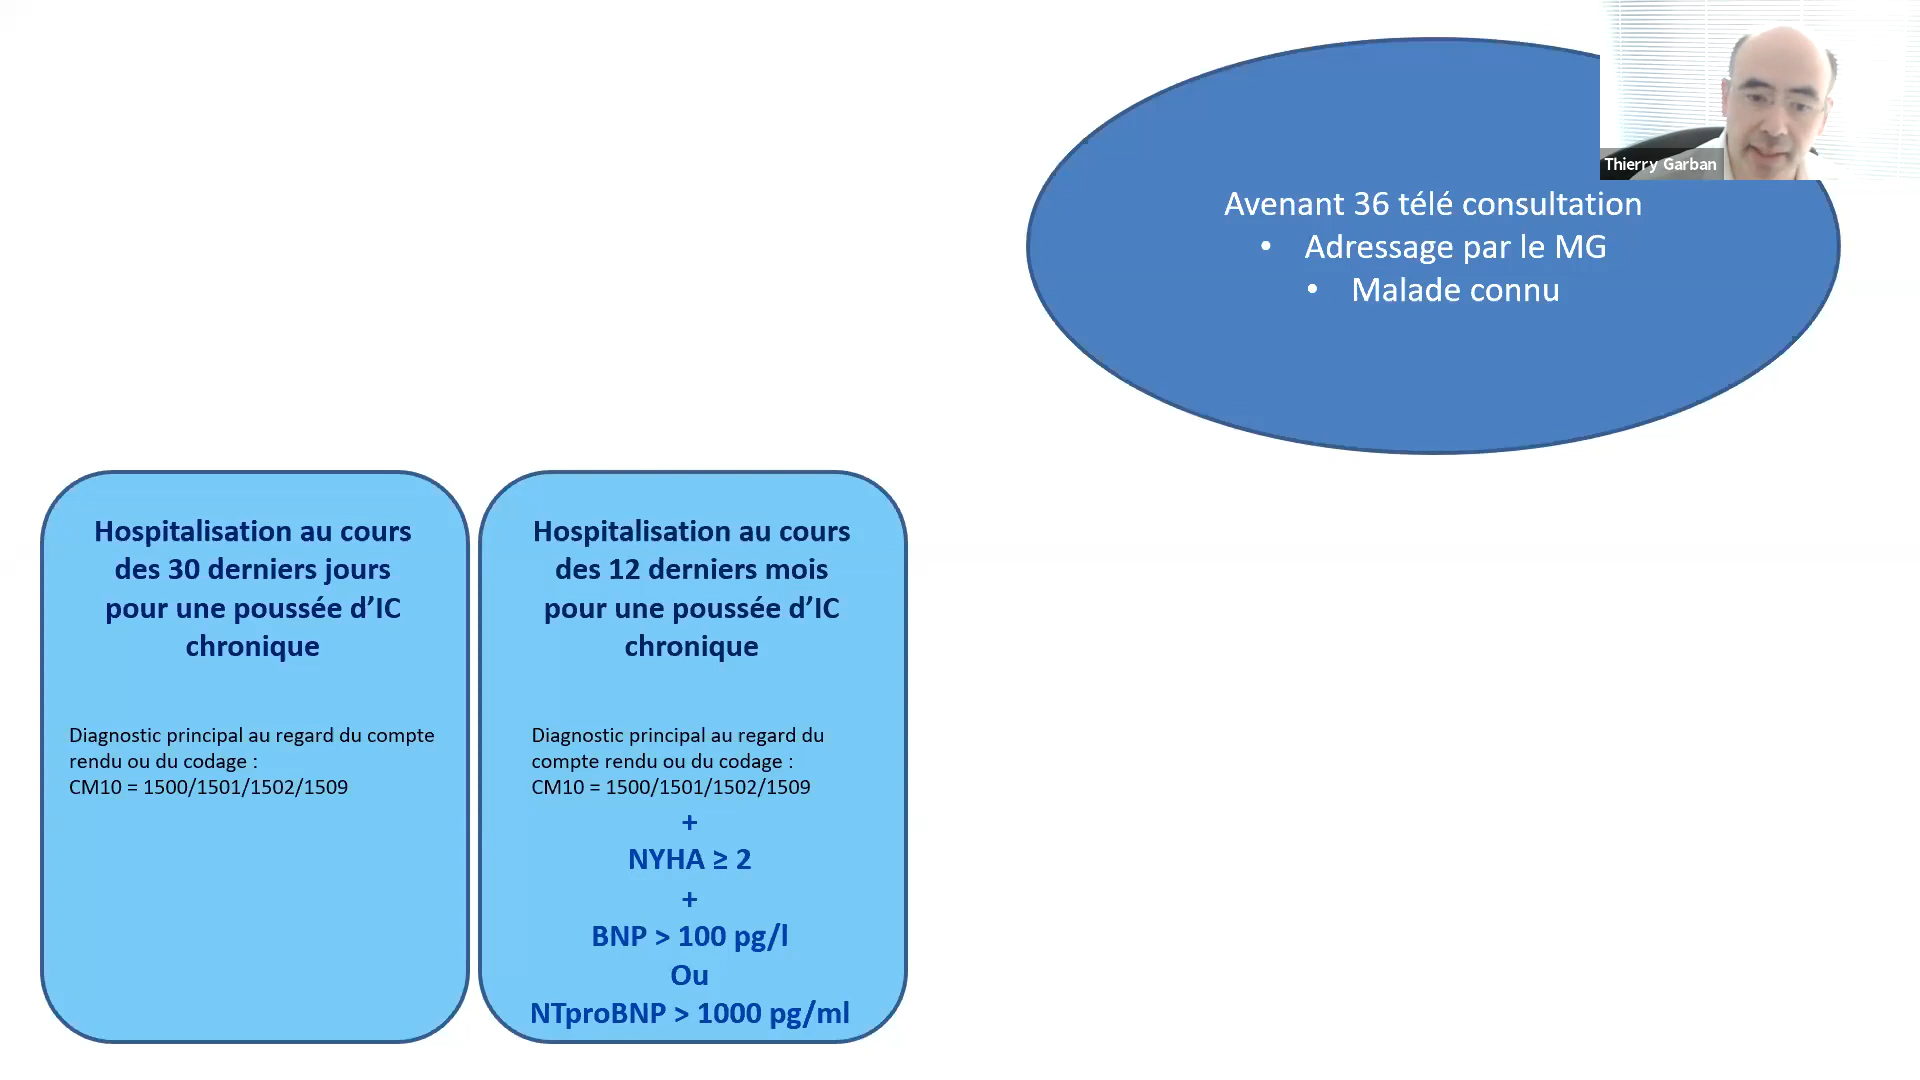 Thierry Garban
Avenant 36 télé consultation
• Adressage par le MG
• Malade connu
Hospitalisation au cours
des 30 derniers jours
pour une poussée d’IC
chronique
Diagnostic principal au regard du compte
rendu ou du codage :
CM10 = 1500/1501/1502/1509
Hospitalisation au cours
des 12 derniers mois
pour une poussée d’IC
chronique
Diagnostic principal au regard du
compte rendu ou du codage :
CM10 = 1500/1501/1502/1509
+
NYHA ≥ 2
+
BNP > 100 pg/l
Ou
NTproBNP > 1000 pg/ml